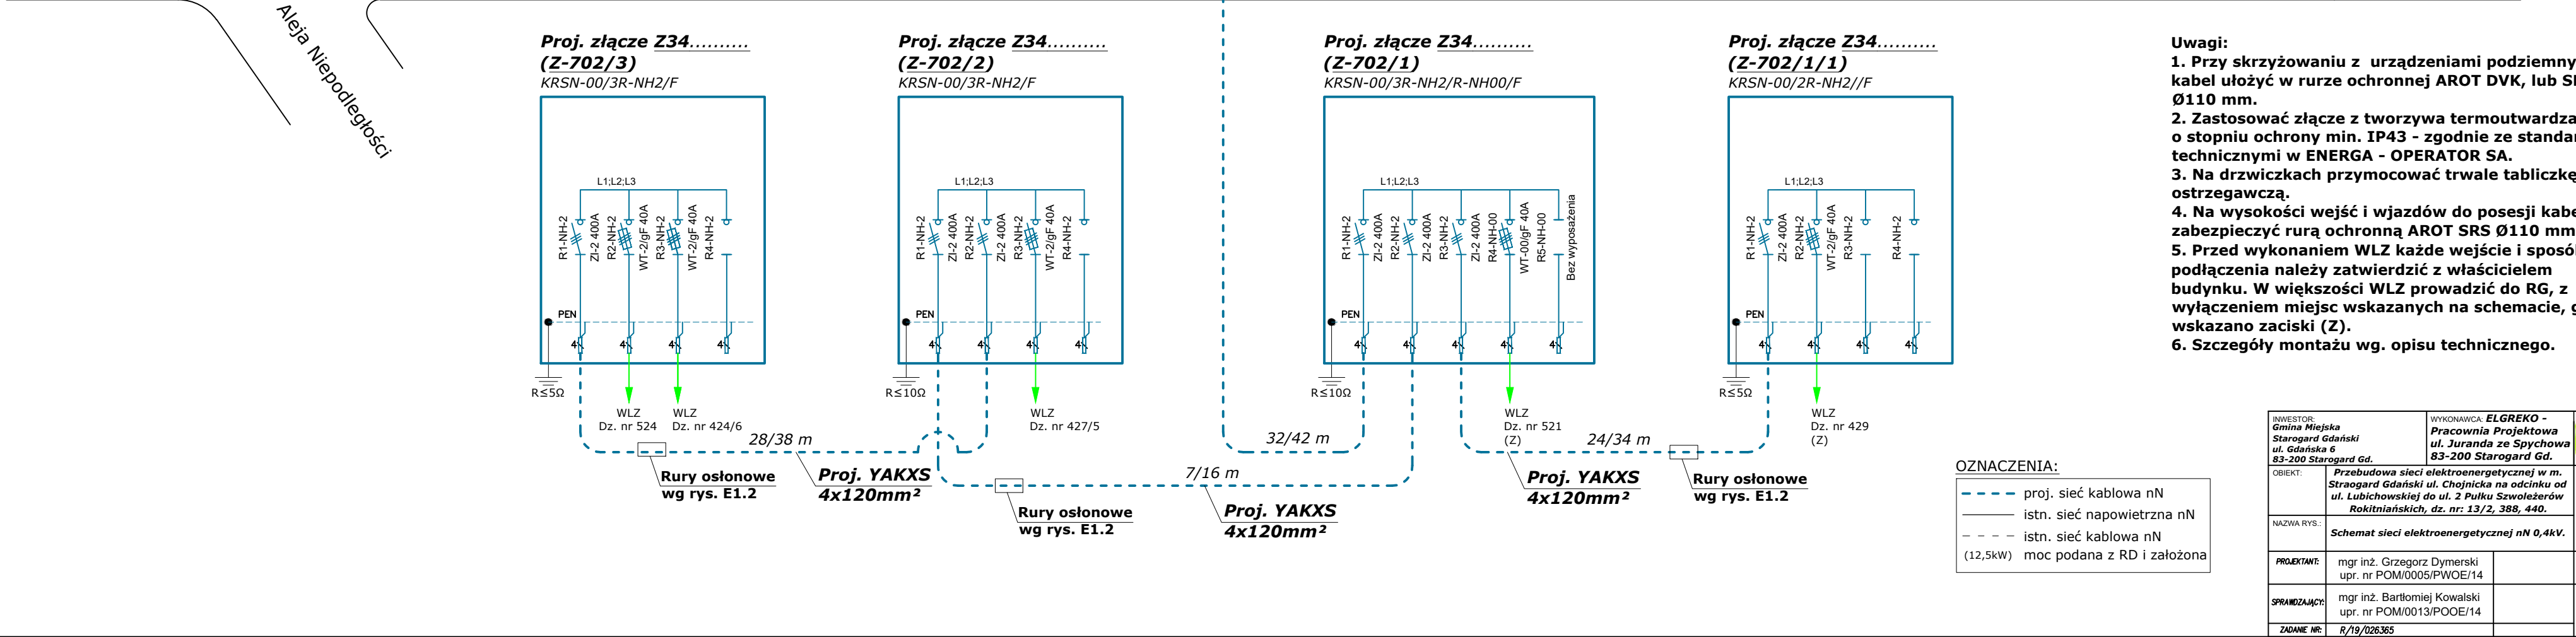 Aleja Niepodległości
Proj. złącze Z34..........
(Z-702/3)
KRSN-00/3R-NH2/F
L1;L2;L3
R1-NH-2
ZI-2 400A
R2-NH-2
WT-2/gF 40A
R3-NH-2
WT-2/gF 40A
R4-NH-2
PEN
4
4
4
4
R≤5Ω
WLZ
Dz. nr 524
WLZ
Dz. nr 424/6
28/38 m
Rury osłonowe
wg rys. E1.2
Proj. YAKXS
4x120mm²
Proj. złącze Z34..........
(Z-702/2)
KRSN-00/3R-NH2/F
L1;L2;L3
R1-NH-2
ZI-2 400A
R2-NH-2
ZI-2 400A
R3-NH-2
WT-2/gF 40A
R4-NH-2
PEN
4
4
4
4
R≤10Ω
WLZ
Dz. nr 427/5
7/16 m
Rury osłonowe
wg rys. E1.2
Proj. YAKXS
4x120mm²
Proj. złącze Z34..........
(Z-702/1)
KRSN-00/3R-NH2/R-NH00/F
L1;L2;L3
R1-NH-2
ZI-2 400A
R2-NH-2
ZI-2 400A
R3-NH-2
ZI-2 400A
R4-NH-00
WT-00/gF 40A
R5-NH-00
Bez wyposażenia
PEN
4
4
4
4
4
R≤10Ω
32/42 m
WLZ
Dz. nr 521
(Z)
24/34 m
Proj. YAKXS
4x120mm²
Rury osłonowe
wg rys. E1.2
Proj. złącze Z34..........
(Z-702/1/1)
KRSN-00/2R-NH2//F
L1;L2;L3
R1-NH-2
ZI-2 400A
R2-NH-2
WT-2/gF 40A
R3-NH-2
R4-NH-2
PEN
4
4
4
4
R≤5Ω
WLZ
Dz. nr 429
(Z)
OZNACZENIA:
proj. sieć kablowa nN
istn. sieć napowietrzna nN
istn. sieć kablowa nN
(12,5kW) moc podana z RD i założona
Uwagi:
1. Przy skrzyżowaniu z urządzeniami podziemny
kabel ułożyć w rurze ochronnej AROT DVK, lub S
Ø110 mm.
2. Zastosować złącze z tworzywa termoutwardza
o stopniu ochrony min. IP43 - zgodnie ze standa
technicznymi w ENERGA - OPERATOR SA.
3. Na drzwiczkach przymocować trwale tabliczkę
ostrzegawczą.
4. Na wysokości wejść i wjazdów do posesji kabe
zabezpieczyć rurą ochronną AROT SRS Ø110 mm
5. Przed wykonaniem WLZ każde wejście i sposó
podłączenia należy zatwierdzić z właścicielem
budynku. W większości WLZ prowadzić do RG, z
wyłączeniem miejsc wskazanych na schemacie, g
wskazano zaciski (Z).
6. Szczegóły montażu wg. opisu technicznego.
INWESTOR:
Gmina Miejska
Starogard Gdański
ul. Gdańska 6
83-200 Starogard Gd.
WYKONAWCA: ELGREKO -
Pracownia Projektowa
ul. Juranda ze Spychowa
83-200 Starogard Gd.
OBIEKT:
Przebudowa sieci elektroenergetycznej w m.
Straogard Gdański ul. Chojnicka na odcinku od
ul. Lubichowskiej do ul. 2 Pułku Szwoleżerów
Rokitniańskich, dz. nr: 13/2, 388, 440.
NAZWA RYS.:
Schemat sieci elektroenergetycznej nN 0,4kV.
PROJEKTANT:
mgr inż. Grzegorz Dymerski
upr. nr POM/0005/PWOE/14
SPRAWDZAJĄCY:
mgr inż. Bartłomiej Kowalski
upr. nr POM/0013/POOE/14
ZADANIE NR: R/19/026365